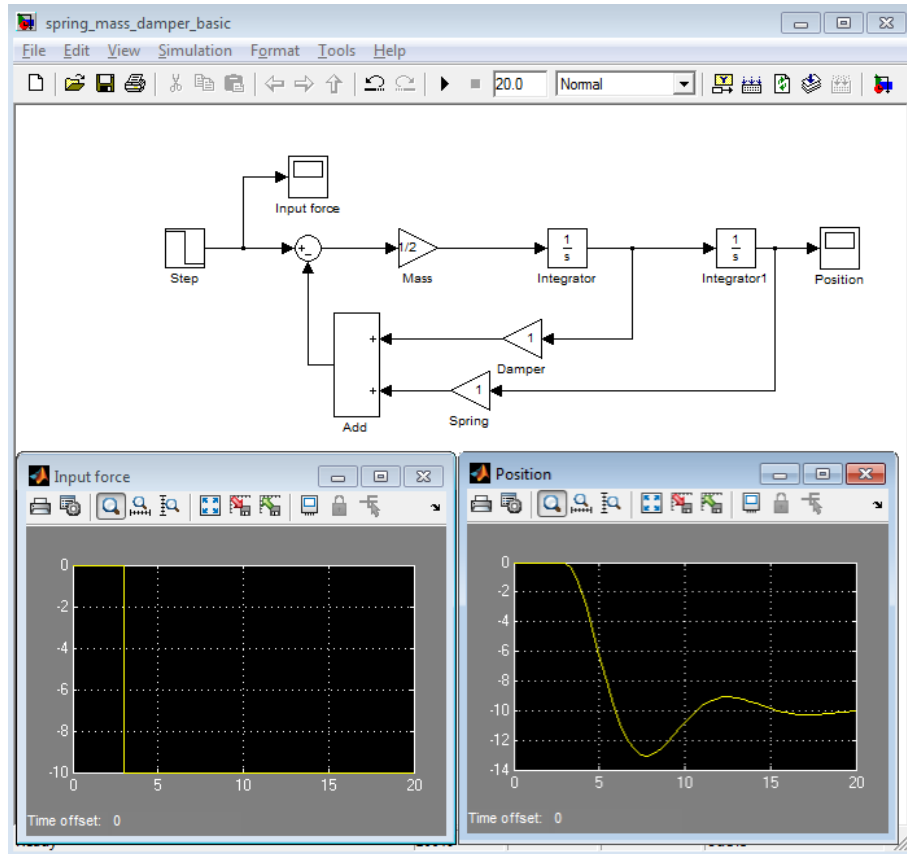 spring_mass_damper_basic
File Edit View Simulation Format Tools Help
20.0 Normal
Input force
Step
+
−
1/2
Mass
1
s
Integrator
1
s
Integrator1
Position
+
1
Damper
+
1
Spring
Add
Input force
0
-2
-4
-6
-8
-10
0 5 10 15 20
Time offset: 0
Position
0
-2
-4
-6
-8
-10
-12
-14
0 5 10 15 20
Time offset: 0